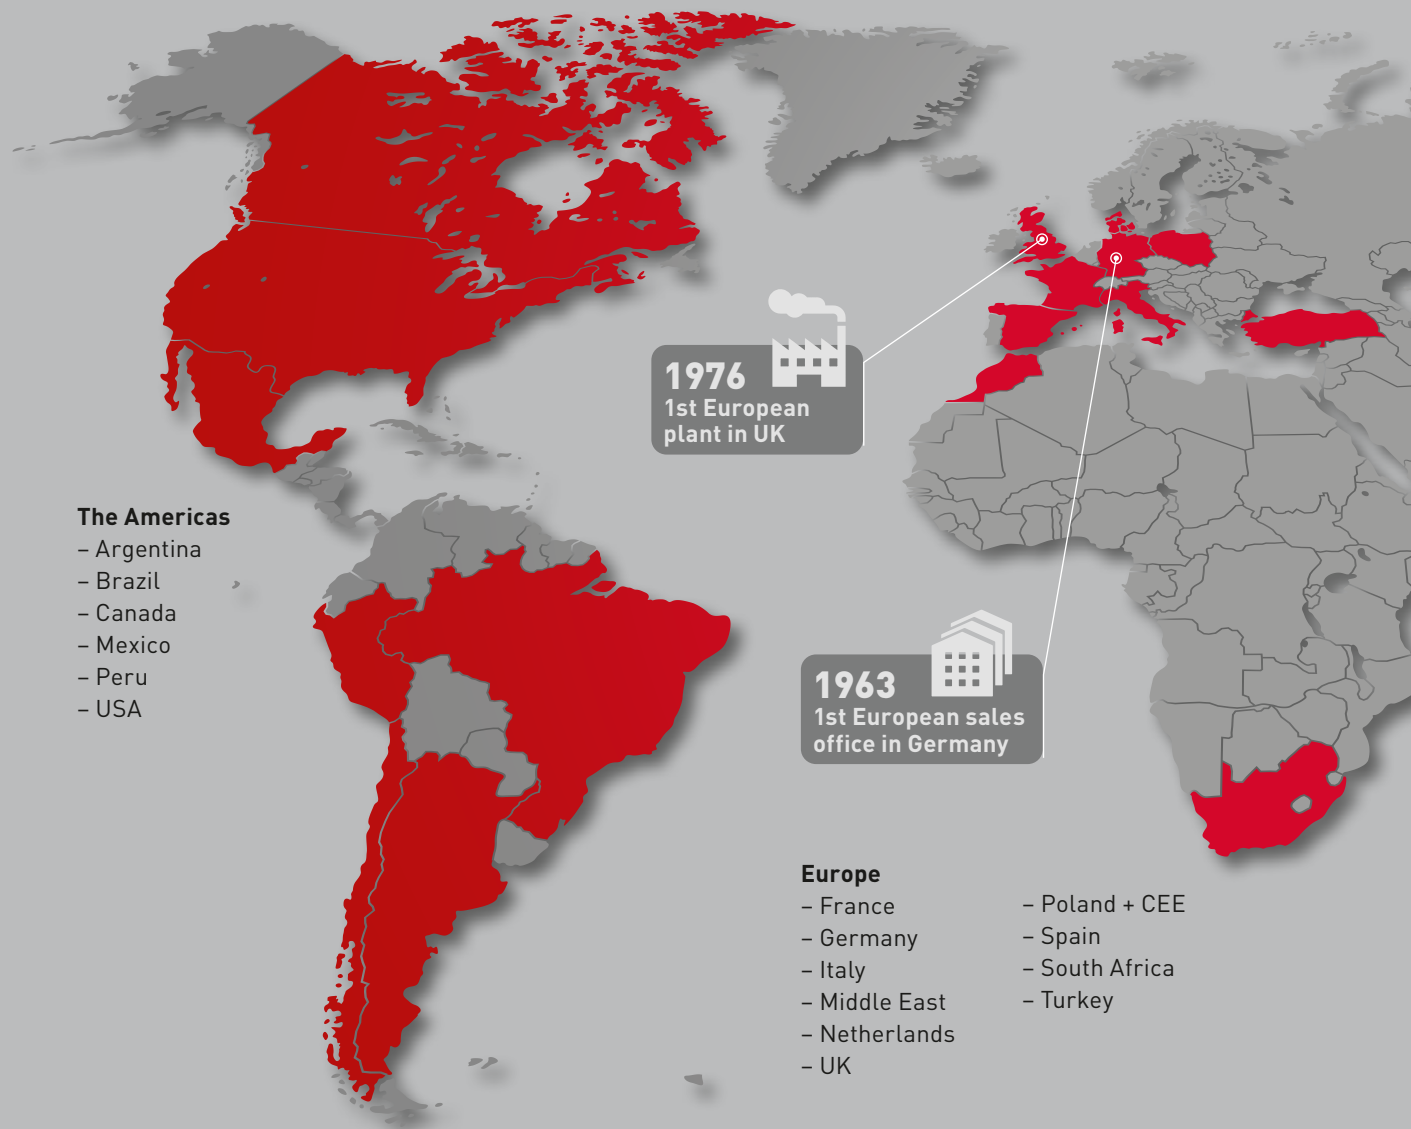 1976
1st European
plant in UK
The Americas
– Argentina
– Brazil
– Canada
– Mexico
– Peru
– USA
1963
1st European sales
office in Germany
Europe
– France
– Germany
– Italy
– Middle East
– Netherlands
– UK
– Poland + CEE
– Spain
– South Africa
– Turkey